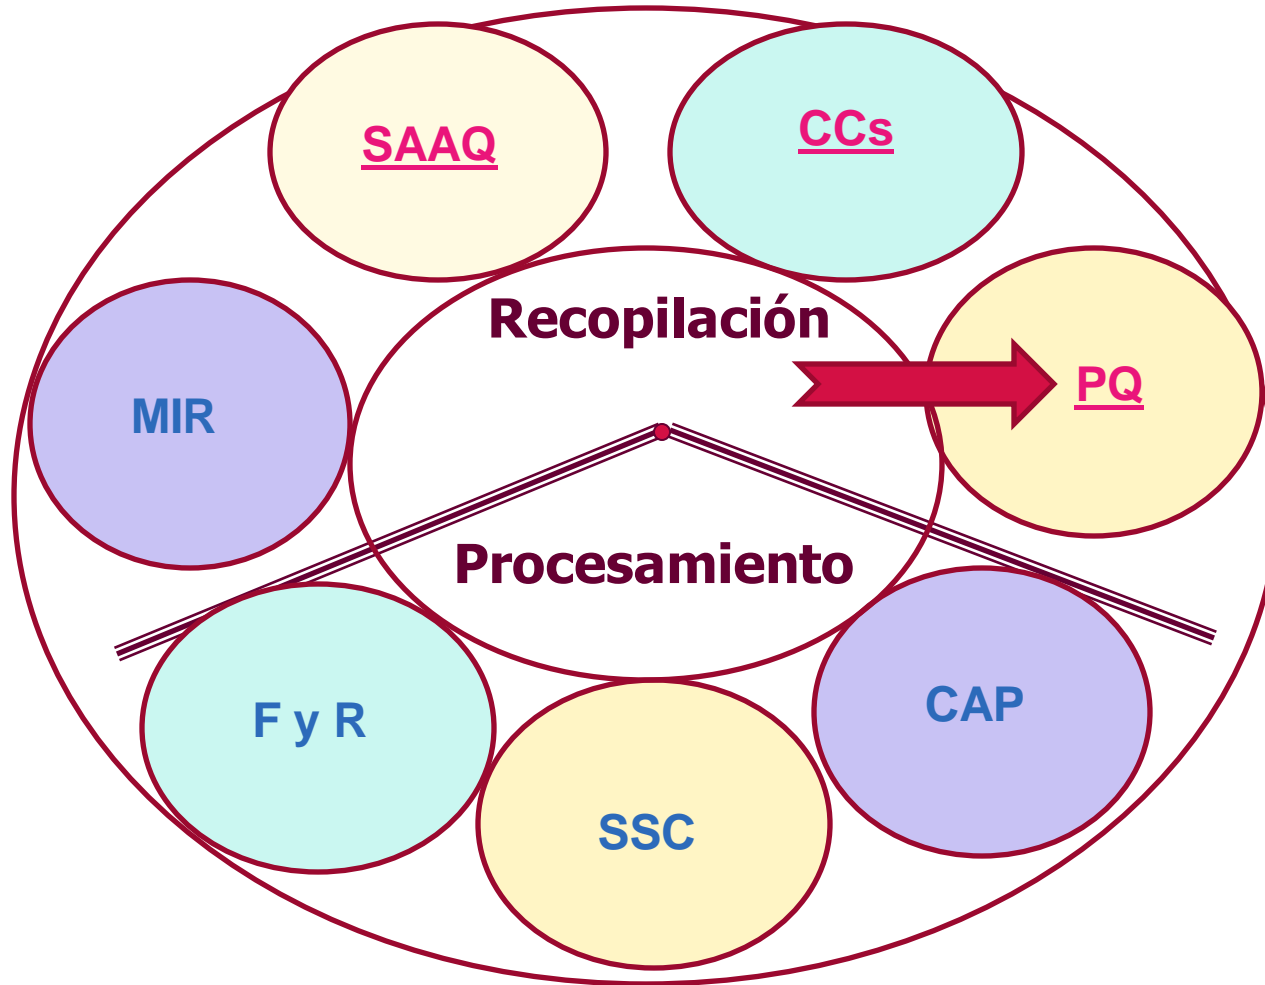 SAAQ
CCs
Recopilación
PQ
MIR
Procesamiento
F y R
CAP
SSC